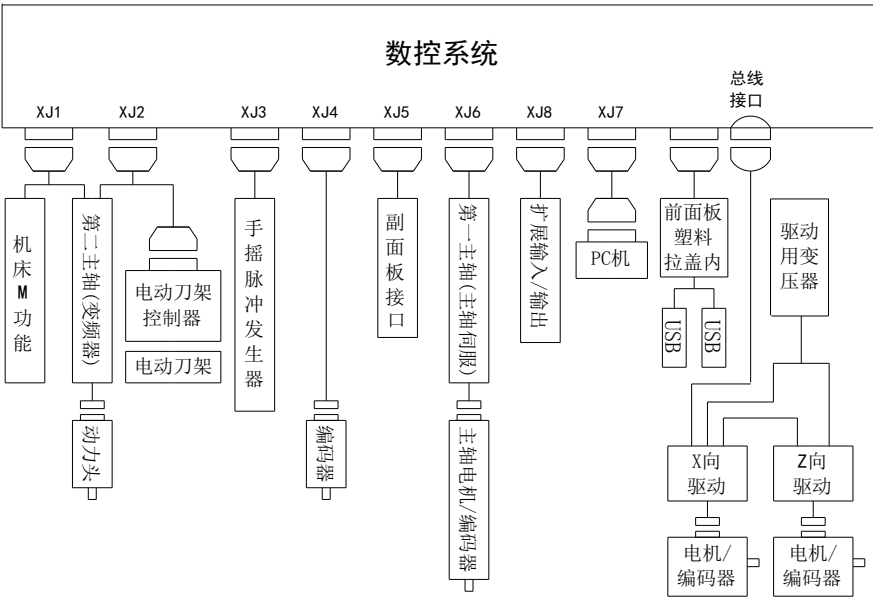 数控系统
总线
接口
XJ1
XJ2
XJ3
XJ4
XJ5
XJ6
XJ8
XJ7
机床M功能
第二主轴(变频器)
电动刀架
控制器
电动刀架
手摇脉冲发生器
副面板接口
第一主轴(主轴伺服)
扩展输入/输出
PC机
前面板
塑料
拉盖内
USB
USB
驱动
用变
压器
动力头
编码器
主轴电机/编码器
X向
驱动
Z向
驱动
电机/
编码器
电机/
编码器